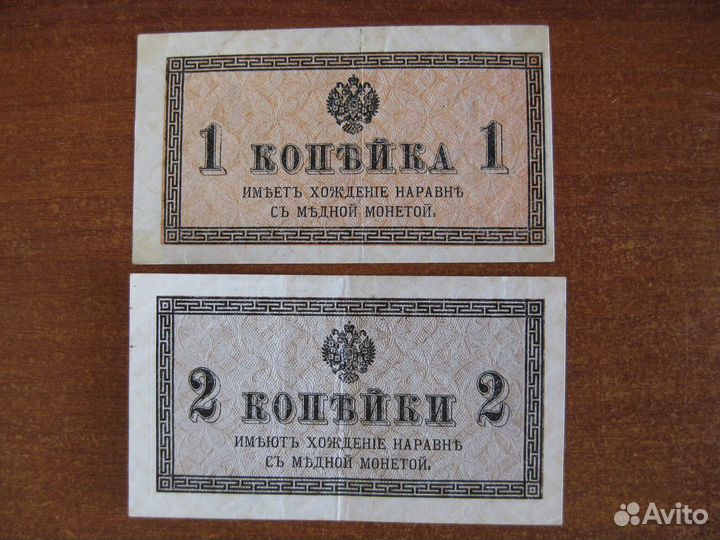 1 КОПѢЙКА 1
ИМѢЕТЪ ХОЖДЕНІЕ НАРАВНѢ
СЪ МѢДНОЙ МОНЕТОЙ.
2 КОПѢЙКИ 2
ИМѢЮТЪ ХОЖДЕНІЕ НАРАВНѢ
СЪ МѢДНОЙ МОНЕТОЙ.
Avito